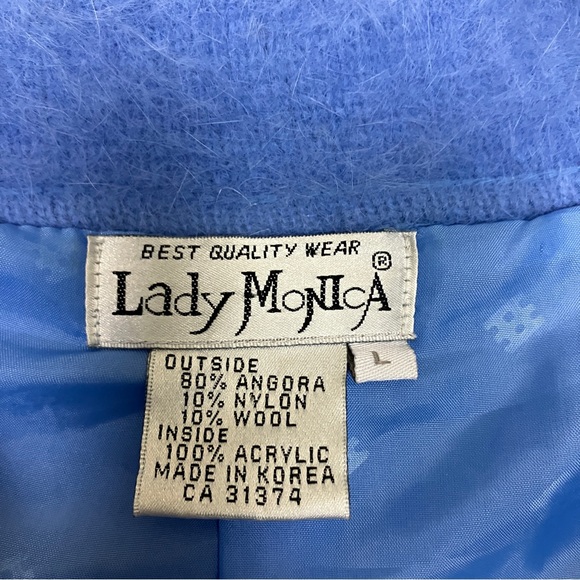 BEST QUALITY WEAR
Lady MoNIcA ®
L
OUTSIDE
80% ANGORA
10% NYLON
10% WOOL
INSIDE
100% ACRYLIC
MADE IN KOREA
CA 31374